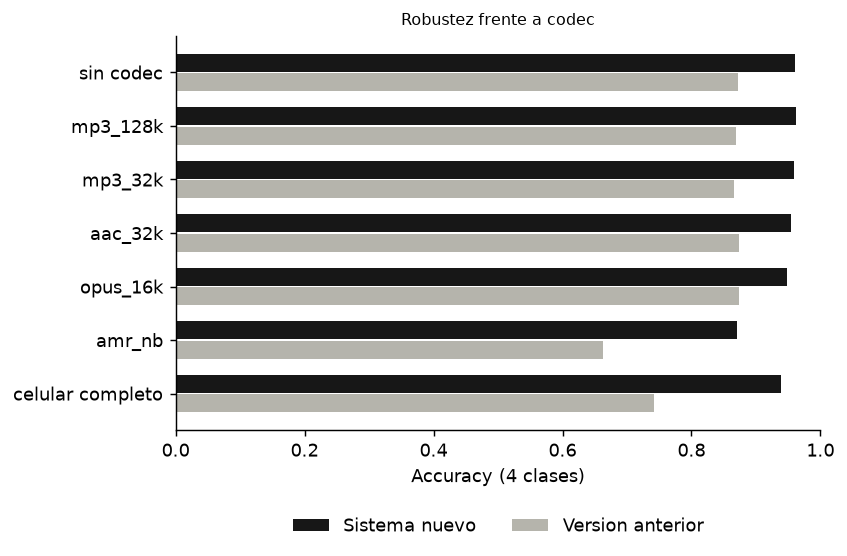 Robustez frente a codec
sin codec
mp3_128k
mp3_32k
aac_32k
opus_16k
amr_nb
celular completo
0.0 0.2 0.4 0.6 0.8 1.0
Accuracy (4 clases)
Sistema nuevo Version anterior